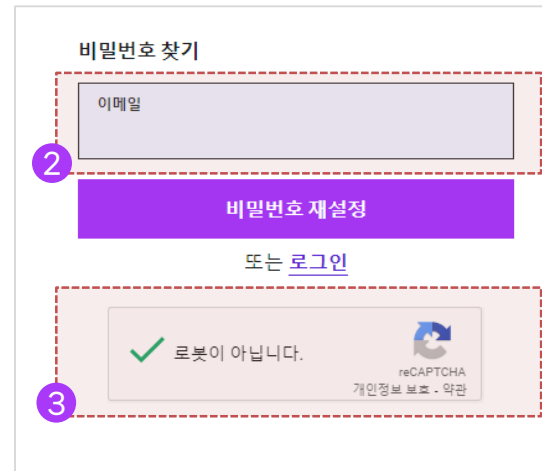 비밀번호 찾기
이메일
2
비밀번호 재설정
또는 로그인
로봇이 아닙니다.
reCAPTCHA
개인정보 보호 - 약관
3